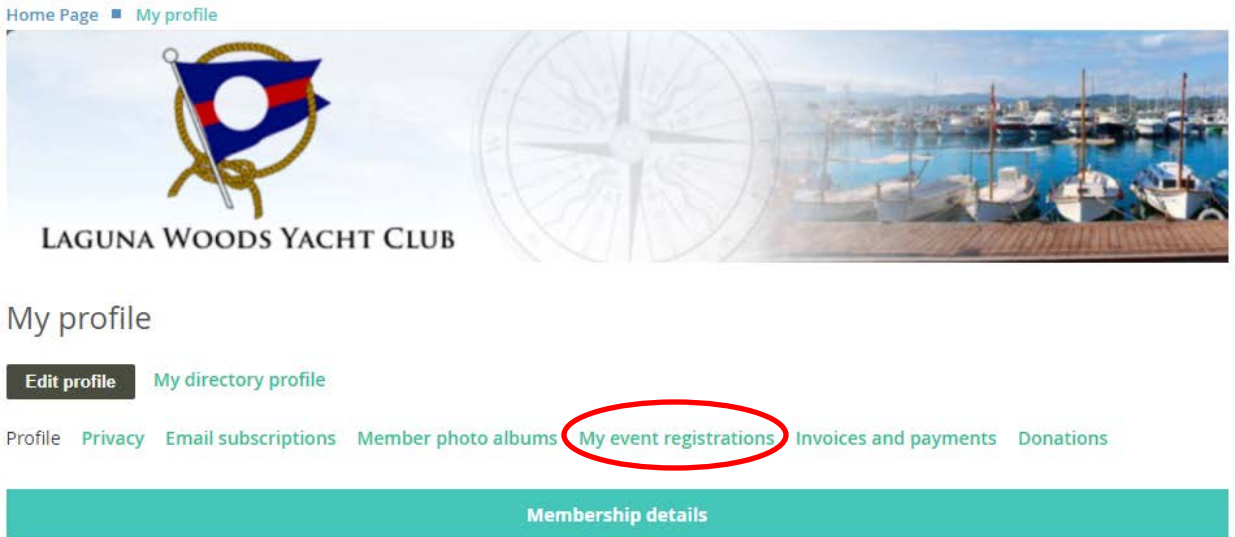 Home Page My profile
LAGUNA WOODS YACHT CLUB
W
My profile
Edit profile My directory profile
Profile Privacy Email subscriptions Member photo albums My event registrations Invoices and payments Donations
Membership details